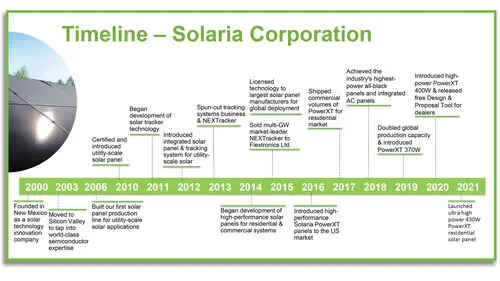 Timeline – Solaria Corporation
Achieved the
industry's highest-
power all-black
panels and integrated
AC panels
Introduced high-
power PowerXT
400W & released
free Design &
Proposal Tool for
dealers
Licensed
technology to
largest solar panel
manufacturers for
global deployment
Shipped
commercial
volumes of
PowerXT for
residential
market
Began
development of
solar tracker
technology
Spun-out tracking
systems business
& NEXTracker
Sold multi-GW
market-leader
NEXTracker to
Flextronics Ltd.
Doubled global
production capacity &
introduced
PowerXT 370W
Certified and
introduced
utility-scale
solar panel
Introduced
integrated solar
panel & tracking
system for utility-
scale solar
2000 2003 2006 2010 2011 2012 2013 2014 2015 2016 2017 2018 2019 2020 2021
Founded in
New Mexico
as a solar
technology
innovation
company
Moved to
Silicon Valley
to tap into
world-class
semiconductor
expertise
Built our first solar
panel production
line for utility-scale
solar applications
Began development of
high-performance solar
panels for residential &
commercial systems
Introduced high-
performance
Solaria PowerXT
panels to the US
market
Launched
ultra high
power 430W
PowerXT
residential
solar panel